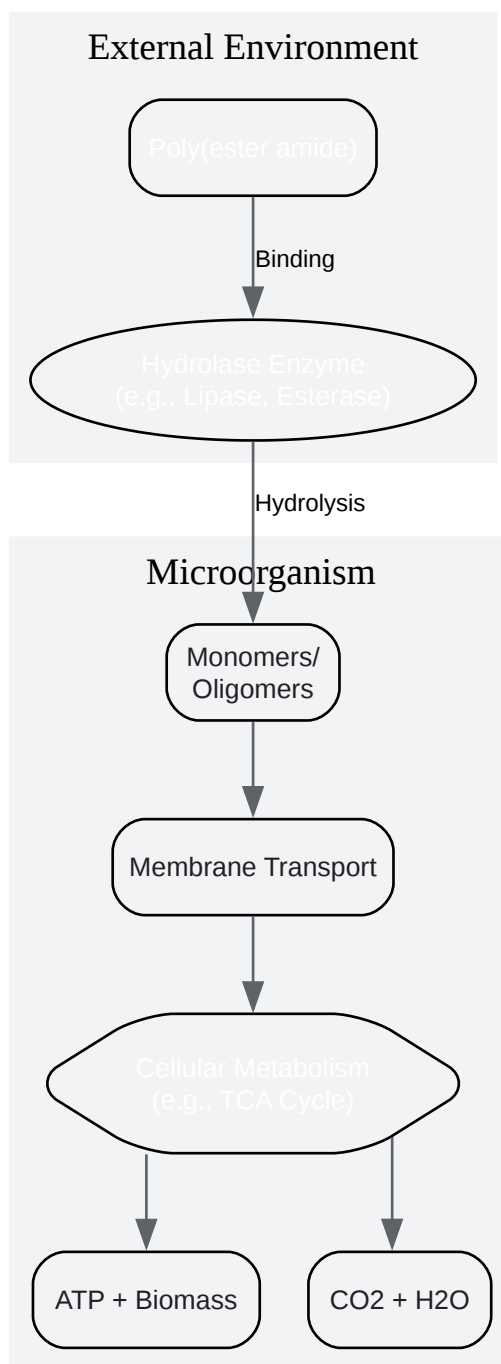 External Environment
Poly(ester amide)
Binding
Hydrolase Enzyme
(e.g., Lipase, Esterase)
Hydrolysis
Microorganism
Monomers/
Oligomers
Membrane Transport
Cellular Metabolism
(e.g., TCA Cycle)
ATP + Biomass
CO2 + H2O